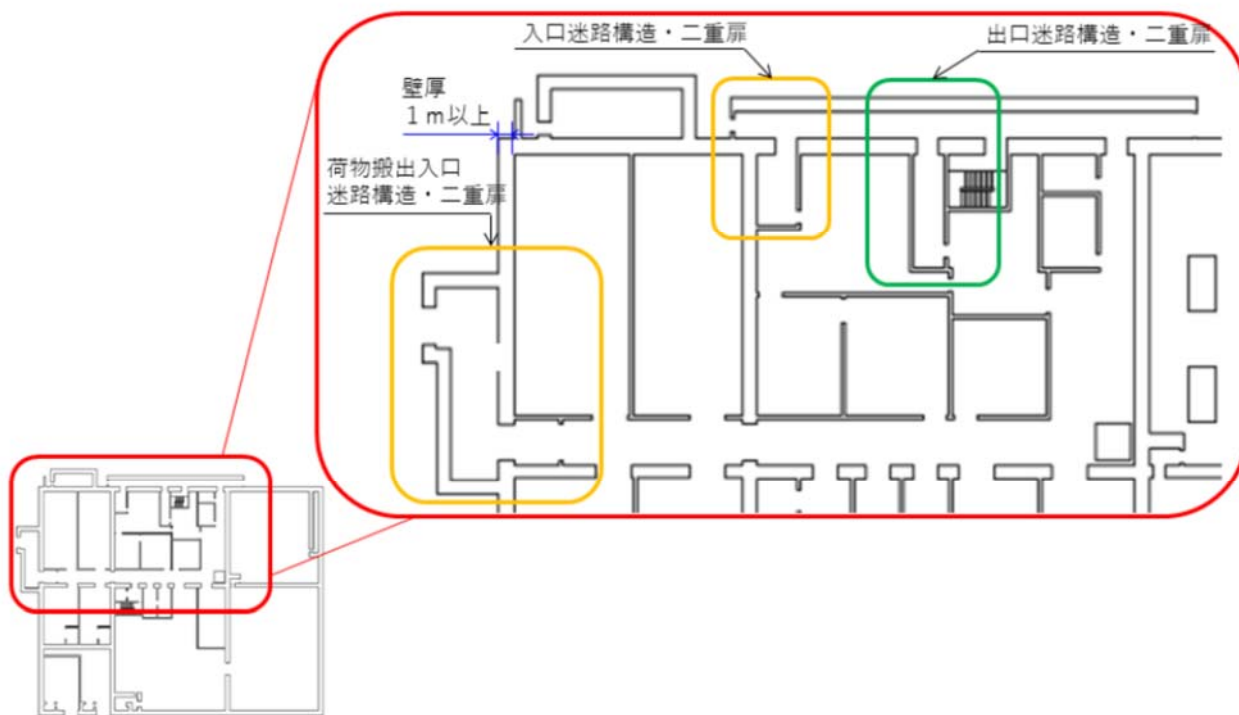 入口迷路構造・二重扉
出口迷路構造・二重扉
壁厚
１ｍ以上
荷物搬出入口
迷路構造・二重扉